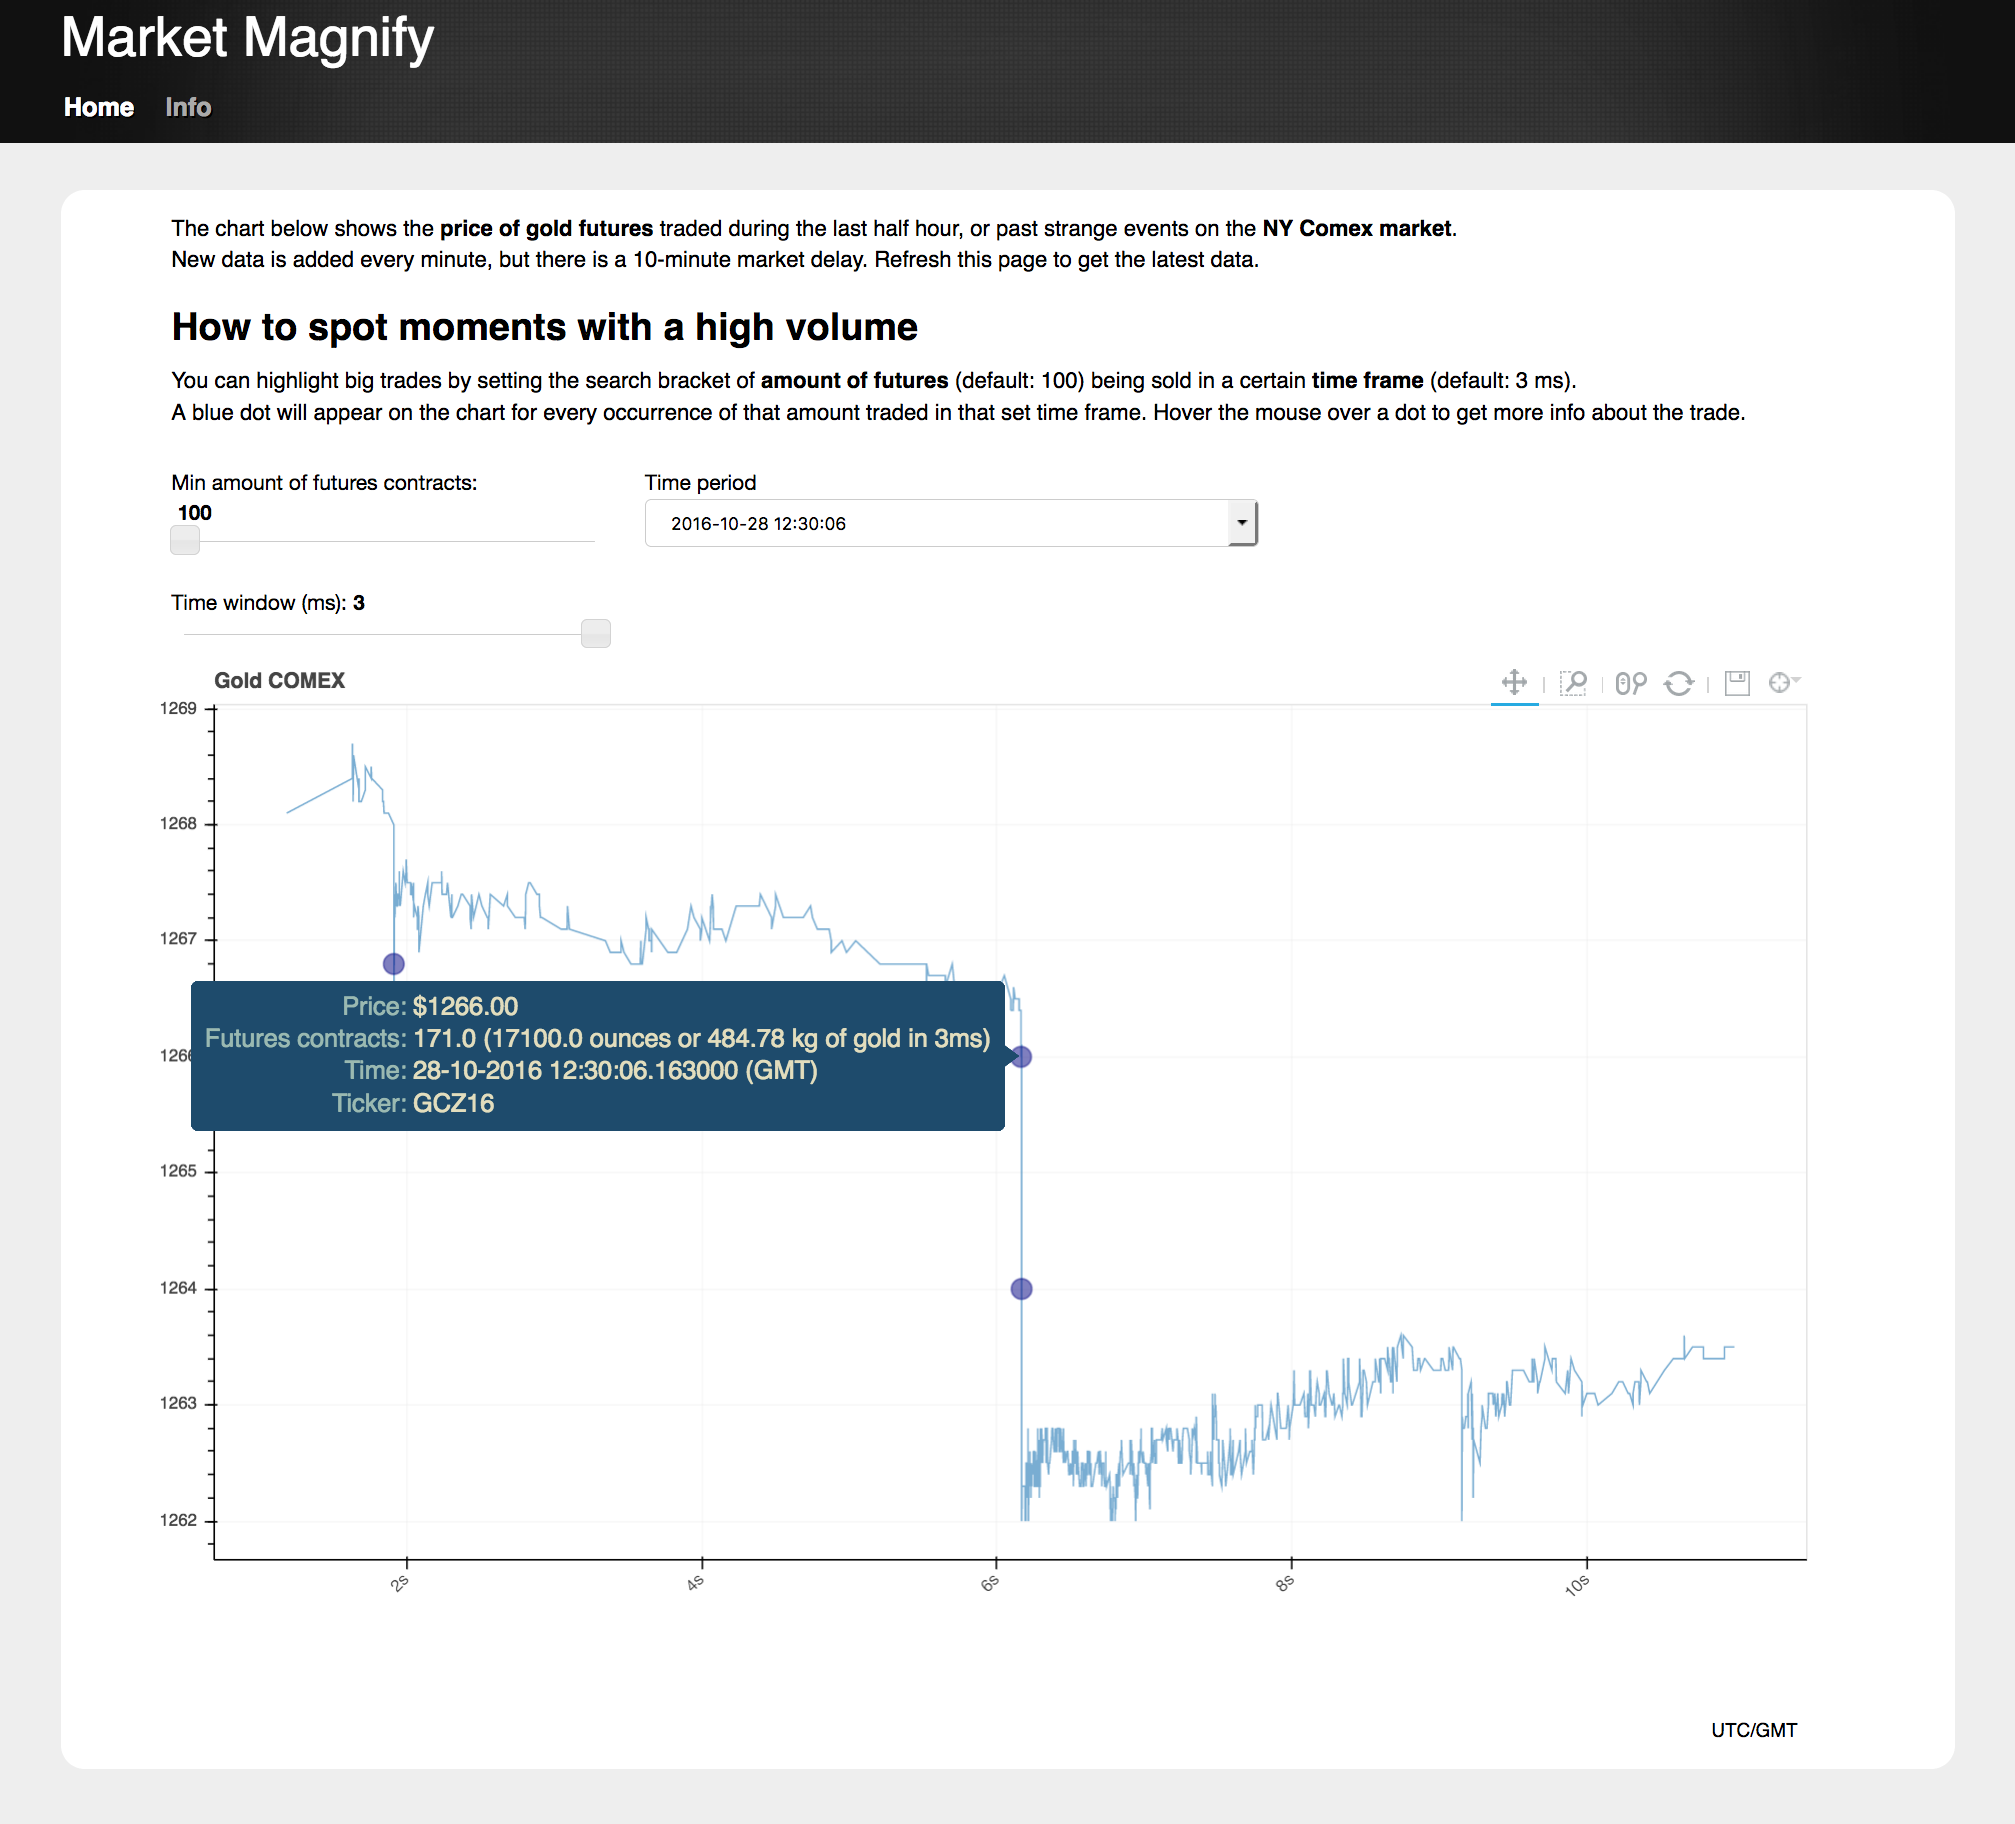 Market Magnify
Home Info
The chart below shows the price of gold futures traded during the last half hour, or past strange events on the NY Comex market.
New data is added every minute, but there is a 10-minute market delay. Refresh this page to get the latest data.
How to spot moments with a high volume
You can highlight big trades by setting the search bracket of amount of futures (default: 100) being sold in a certain time frame (default: 3 ms).
A blue dot will appear on the chart for every occurrence of that amount traded in that set time frame. Hover the mouse over a dot to get more info about the trade.
Min amount of futures contracts:
100
Time period
2016-10-28 12:30:06
Time window (ms): 3
Gold COMEX
1269
1268
1267
Price: $1266.00
Futures contracts: 171.0 (17100.0 ounces or 484.78 kg of gold in 3ms)
Time: 28-10-2016 12:30:06.163000 (GMT)
Ticker: GCZ16
1265
1264
1263
1262
2s 4s 6s 8s 10s
UTC/GMT